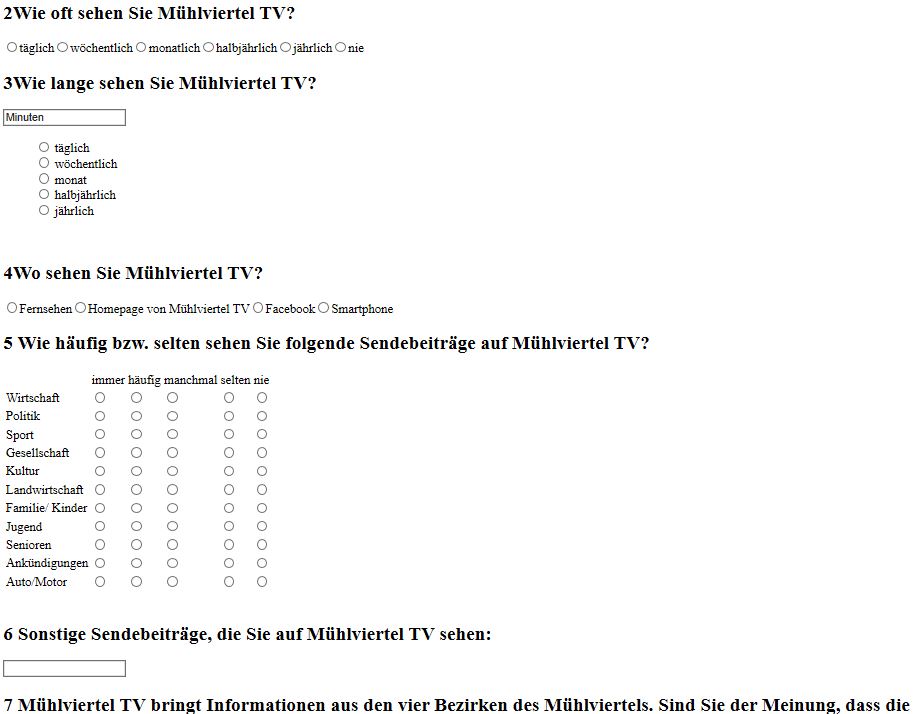 2Wie oft sehen Sie Mühlviertel TV?
täglich wöchentlich monatlich halbjährlich jährlich nie
3Wie lange sehen Sie Mühlviertel TV?
Minuten
täglich
wöchentlich
monat
halbjährlich
jährlich
4Wo sehen Sie Mühlviertel TV?
Fernsehen Homepage von Mühlviertel TV Facebook Smartphone
5 Wie häufig bzw. selten sehen Sie folgende Sendebeiträge auf Mühlviertel TV?
immer häufig manchmal selten nie
Wirtschaft
Politik
Sport
Gesellschaft
Kultur
Landwirtschaft
Familie/ Kinder
Jugend
Senioren
Ankündigungen
Auto/Motor
6 Sonstige Sendebeiträge, die Sie auf Mühlviertel TV sehen:
7 Mühlviertel TV bringt Informationen aus den vier Bezirken des Mühlviertels. Sind Sie der Meinung, dass die